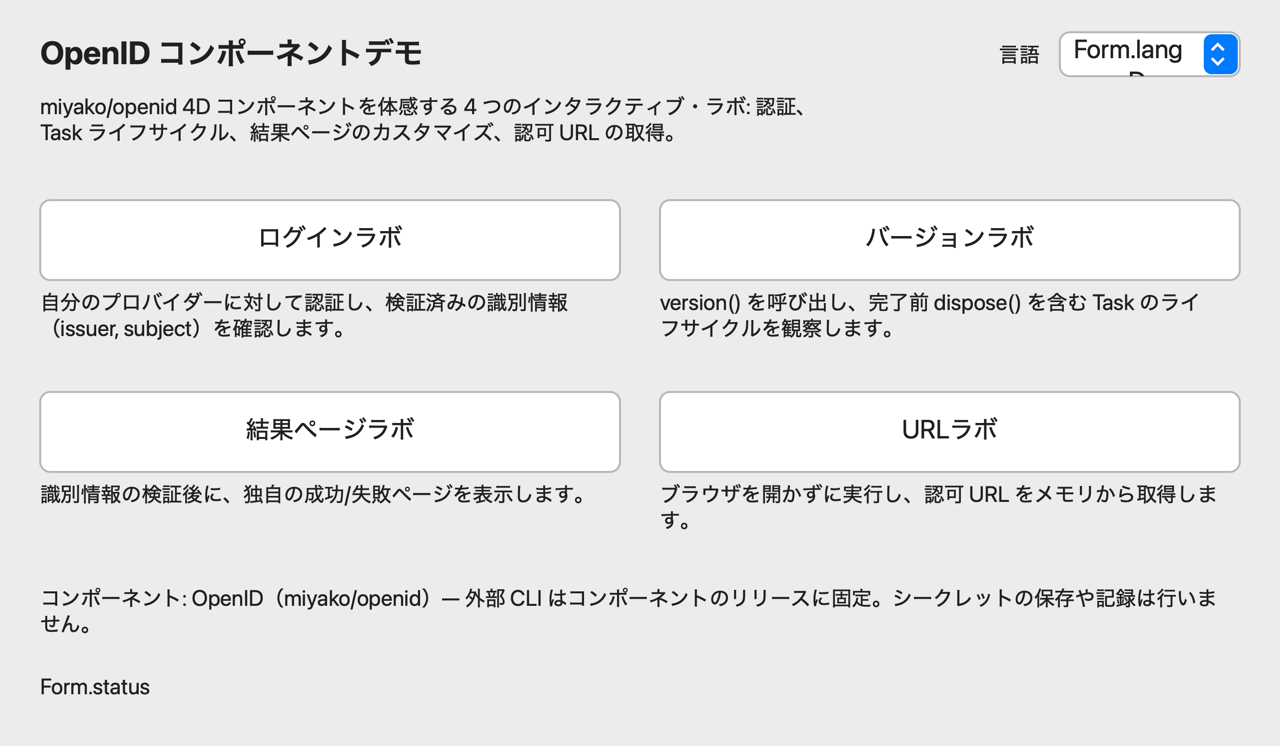 OpenID コンポーネントデモ
言語
Form.lang
miyako/openid 4D コンポーネントを体感する 4 つのインタラクティブ・ラボ: 認証、
Task ライフサイクル、結果ページのカスタマイズ、認可 URL の取得。
ログインラボ
バージョンラボ
自分のプロバイダーに対して認証し、検証済みの識別情報
（issuer, subject）を確認します。
version() を呼び出し、完了前 dispose() を含む Task のライ
フサイクルを観察します。
結果ページラボ
URLラボ
識別情報の検証後に、独自の成功/失敗ページを表示します。
ブラウザを開かずに実行し、認可 URL をメモリから取得しま
す。
コンポーネント: OpenID（miyako/openid）— 外部 CLI はコンポーネントのリリースに固定。シークレットの保存や記録は行いま
せん。
Form.status